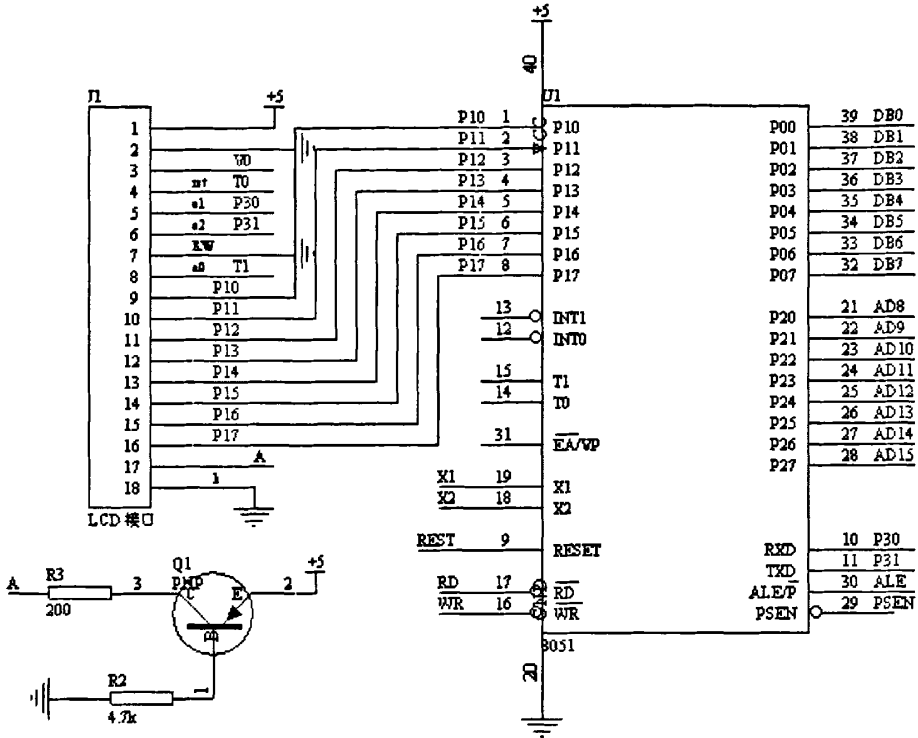 +5
40
J1
+5
U1
1
2
3
4
5
6
7
8
9
10
11
12
13
14
15
16
17
18
V0
T0
e1 P30
e2 P31
R/W
a0 T1
P10
P11
P12
P13
P14
P15
P16
P17
A
1
LCD 接口
P10 1
P11 2
P12 3
P13 4
P14 5
P15 6
P16 7
P17 8
13
12
15
14
31
X1 19
X2 18
REST 9
RD 17
WR 16
P10
P11
P12
P13
P14
P15
P16
P17
INT1
INT0
T1
T0
EA/VP
X1
X2
RESET
RD
WR
P00
P01
P02
P03
P04
P05
P06
P07
P20
P21
P22
P23
P24
P25
P26
P27
RXD
TXD
ALE/P
PSEN
39 DB0
38 DB1
37 DB2
36 DB3
35 DB4
34 DB5
33 DB6
32 DB7
21 AD8
22 AD9
23 AD10
24 AD11
25 AD12
26 AD13
27 AD14
28 AD15
10 P30
11 P31
30 ALE
29 PSEN
8051
20
A
R3
200
3
Q1
PNP
C
E
B
2
+5
1
R2
4.7k